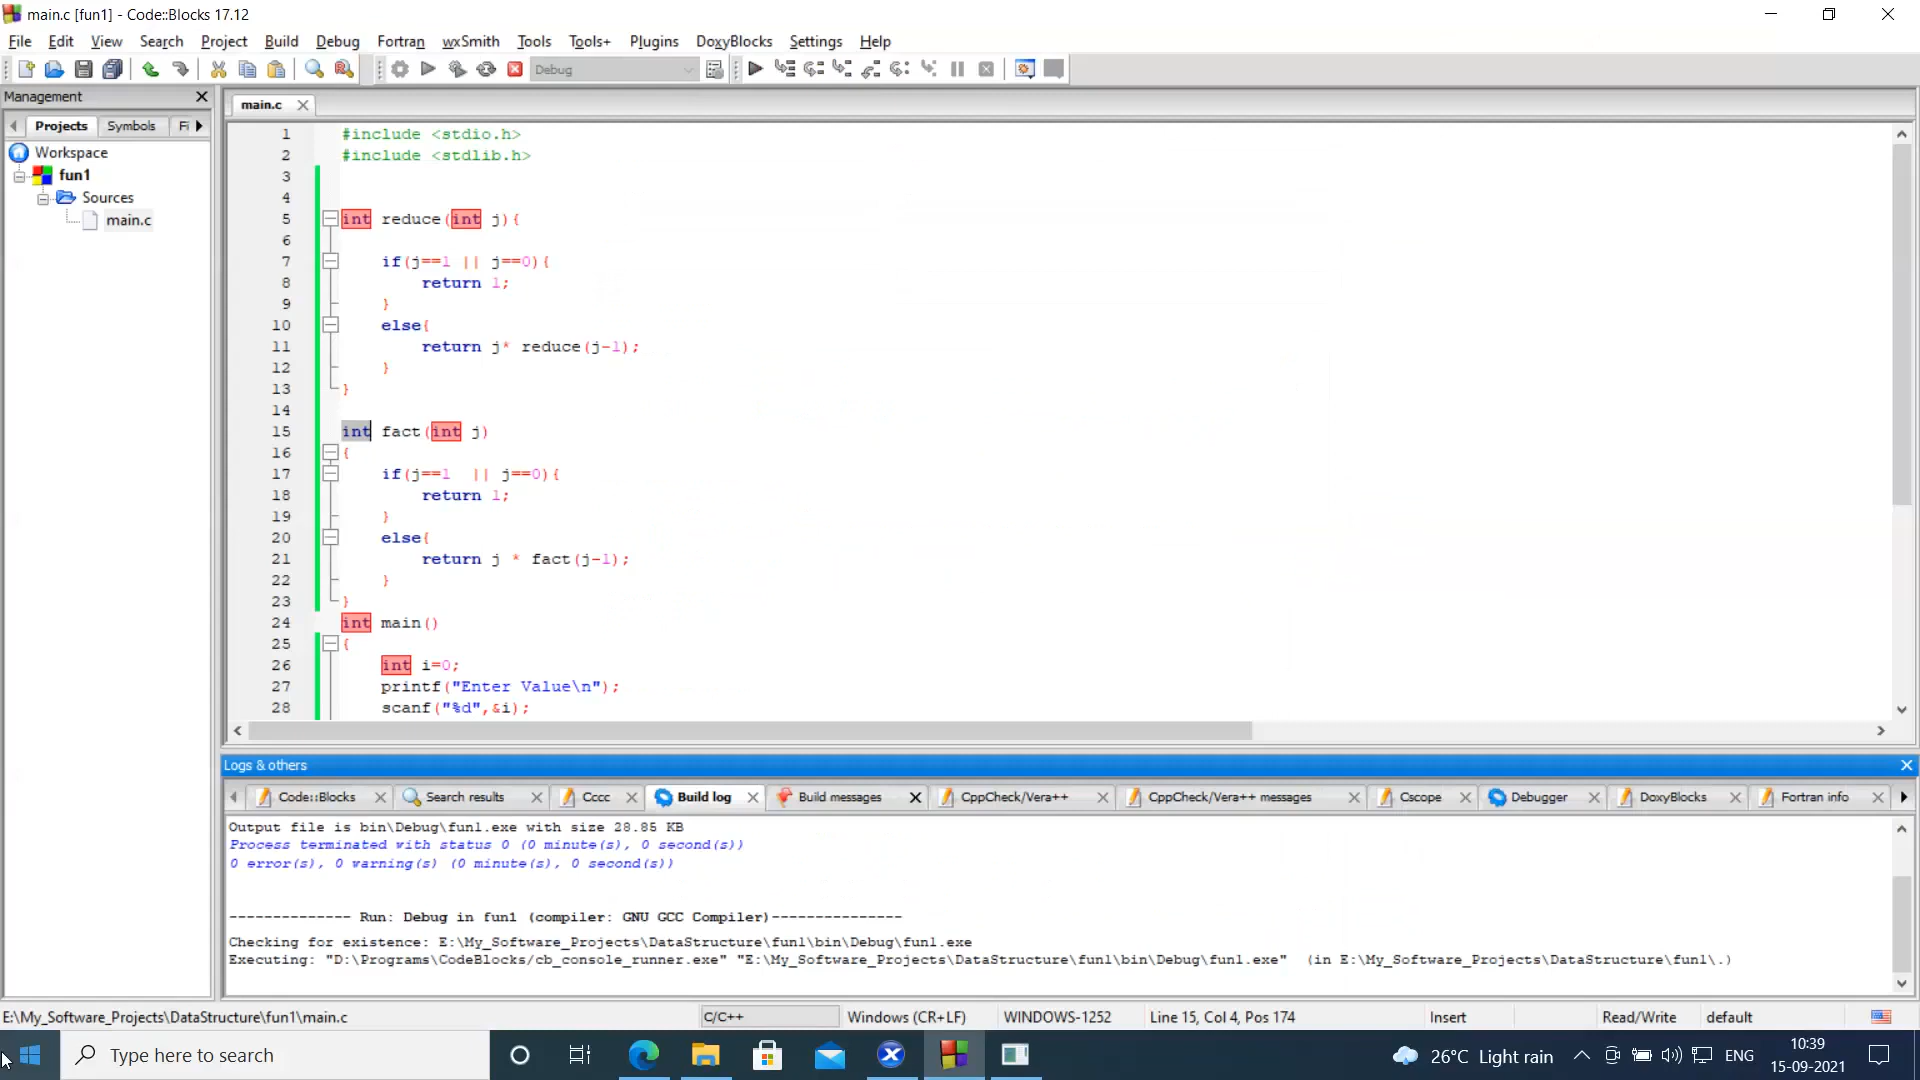 main.c [fun1] - Code::Blocks 17.12
File Edit View Search Project Build Debug Fortran wxSmith Tools Tools+ Plugins DoxyBlocks Settings Help
Debug
Management
main.c
Projects Symbols Fi
Workspace
fun1
Sources
main.c
1 #include <stdio.h>
2 #include <stdlib.h>
3
4
5 int reduce(int j){
6
7 if(j==1 || j==0){
8 return 1;
9 }
10 else{
11 return j* reduce(j-1);
12 }
13 }
14
15 int fact(int j)
16 {
17 if(j==1  || j==0){
18 return 1;
19 }
20 else{
21 return j * fact(j-1);
22 }
23 }
24 int main()
25 {
26 int i=0;
27 printf("Enter Value\n");
28 scanf("%d",&i);
Logs & others
Code::Blocks Search results Cccc Build log Build messages CppCheck/Vera++ CppCheck/Vera++ messages Cscope Debugger DoxyBlocks Fortran info
Output file is bin\Debug\fun1.exe with size 28.85 KB
Process terminated with status 0 (0 minute(s), 0 second(s))
0 error(s), 0 warning(s) (0 minute(s), 0 second(s))
-------------- Run: Debug in fun1 (compiler: GNU GCC Compiler)---------------
Checking for existence: E:\My_Software_Projects\DataStructure\fun1\bin\Debug\fun1.exe
Executing: "D:\Programs\CodeBlocks/cb_console_runner.exe" "E:\My_Software_Projects\DataStructure\fun1\bin\Debug\fun1.exe"  (in E:\My_Software_Projects\DataStructure\fun1\.)
E:\My_Software_Projects\DataStructure\fun1\main.c C/C++ Windows (CR+LF) WINDOWS-1252 Line 15, Col 4, Pos 174 Insert Read/Write default
Type here to search
26°C Light rain
ENG
10:39
15-09-2021